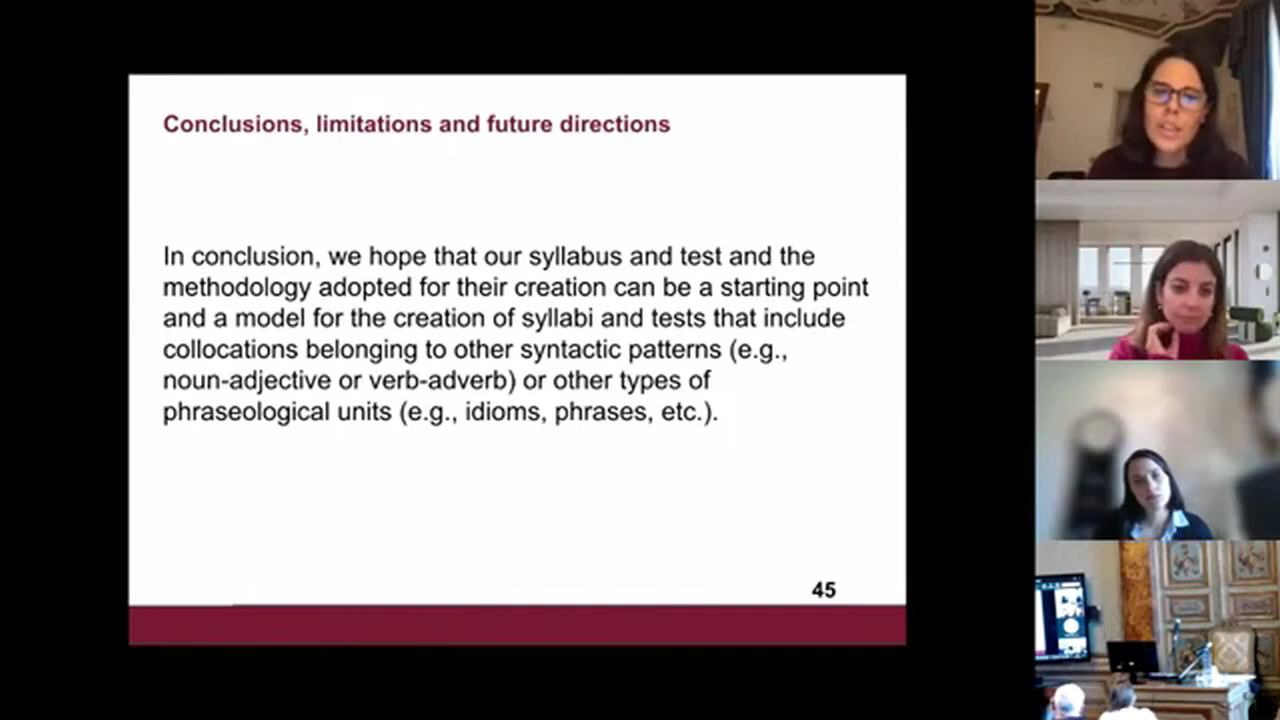 Conclusions, limitations and future directions
In conclusion, we hope that our syllabus and test and the
methodology adopted for their creation can be a starting point
and a model for the creation of syllabi and tests that include
collocations belonging to other syntactic patterns (e.g.,
noun-adjective or verb-adverb) or other types of
phraseological units (e.g., idioms, phrases, etc.).
45